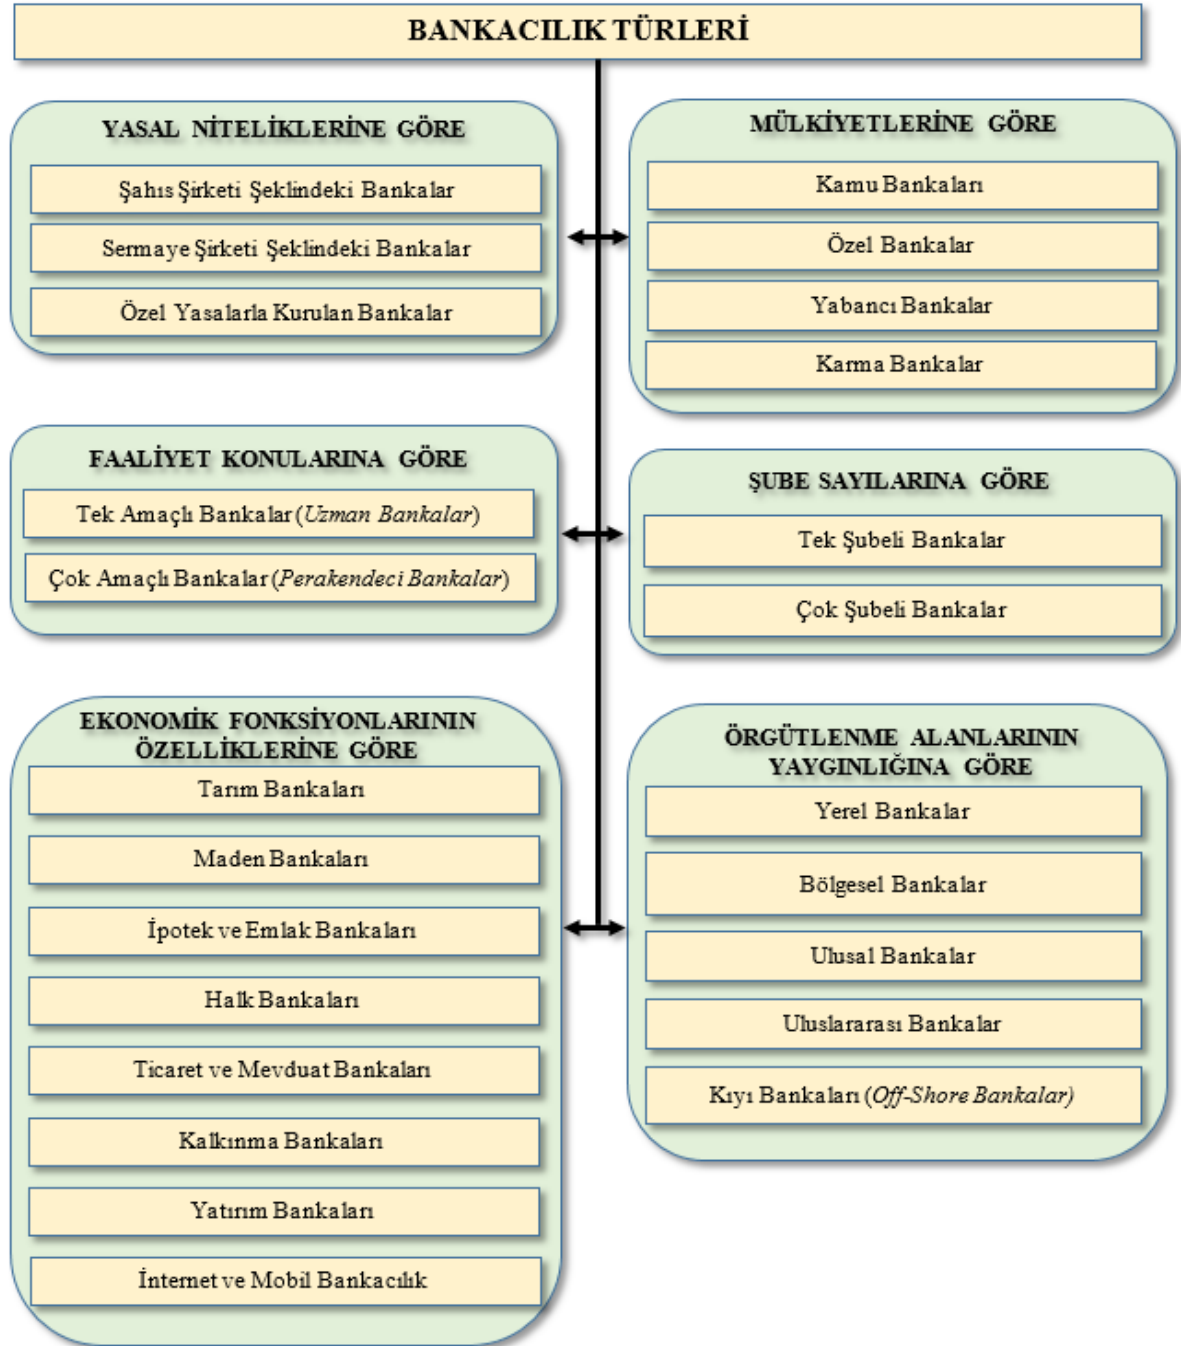 BANKACILIK TÜRLERİ
YASAL NİTELİKLERİNE GÖRE
Şahıs Şirketi Şeklindeki Bankalar
Sermaye Şirketi Şeklindeki Bankalar
Özel Yasalarla Kurulan Bankalar
MÜLKİYETLERİNE GÖRE
Kamu Bankaları
Özel Bankalar
Yabancı Bankalar
Karma Bankalar
FAALİYET KONULARINA GÖRE
Tek Amaçlı Bankalar (Uzman Bankalar)
Çok Amaçlı Bankalar (Perakendeci Bankalar)
ŞUBE SAYILARINA GÖRE
Tek Şubeli Bankalar
Çok Şubeli Bankalar
EKONOMİK FONKSİYONLARININ
ÖZELLİKLERİNE GÖRE
Tarım Bankaları
Maden Bankaları
İpotek ve Emlak Bankaları
Halk Bankaları
Ticaret ve Mevduat Bankaları
Kalkınma Bankaları
Yatırım Bankaları
İnternet ve Mobil Bankacılık
ÖRGÜTLENME ALANLARININ
YAYGINLIĞINA GÖRE
Yerel Bankalar
Bölgesel Bankalar
Ulusal Bankalar
Uluslararası Bankalar
Kıyı Bankaları (Off-Shore Bankalar)